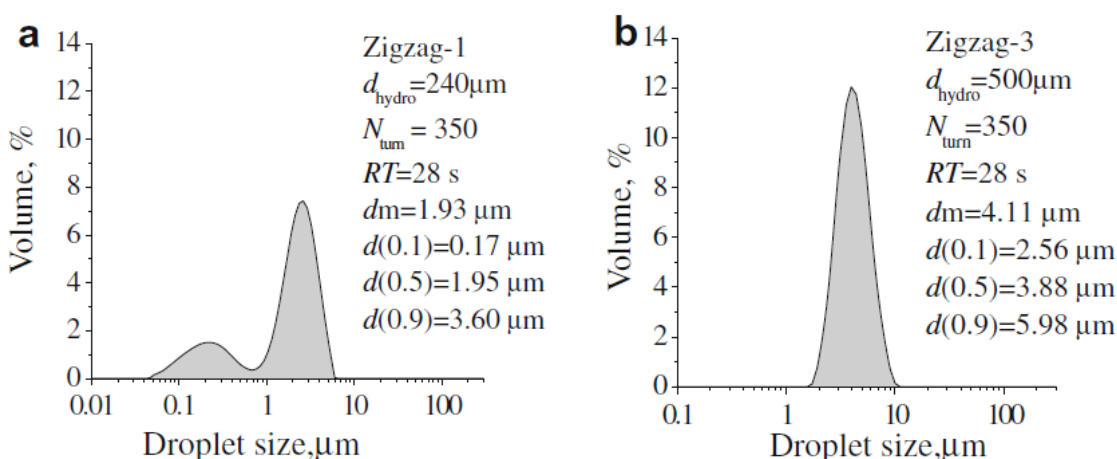 a
Volume, %
14
12
10
8
6
4
2
0
0.01 0.1 1 10 100
Droplet size,μm
Zigzag-1
dhydro=240μm
Nturn = 350
RT=28 s
dm=1.93 μm
d(0.1)=0.17 μm
d(0.5)=1.95 μm
d(0.9)=3.60 μm
b
Volume, %
14
12
10
8
6
4
2
0
0.1 1 10 100
Droplet size,μm
Zigzag-3
dhydro=500μm
Nturn=350
RT=28 s
dm=4.11 μm
d(0.1)=2.56 μm
d(0.5)=3.88 μm
d(0.9)=5.98 μm